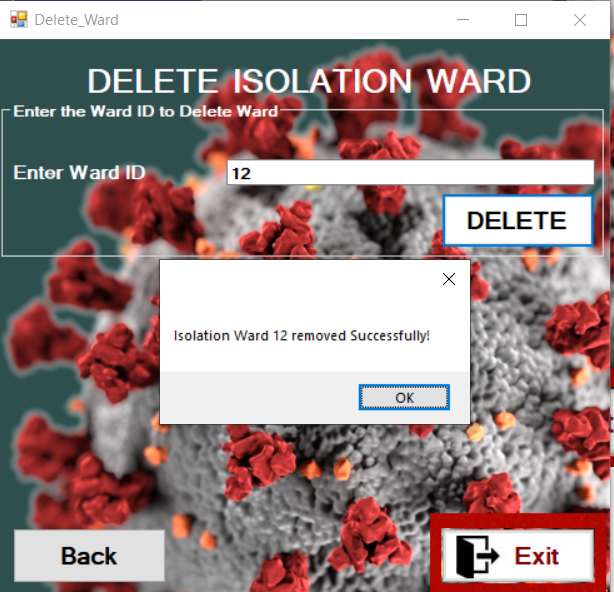 Delete_Ward
DELETE ISOLATION WARD
Enter the Ward ID to Delete Ward
Enter Ward ID
12
DELETE
Isolation Ward 12 removed Successfully!
OK
Back
Exit